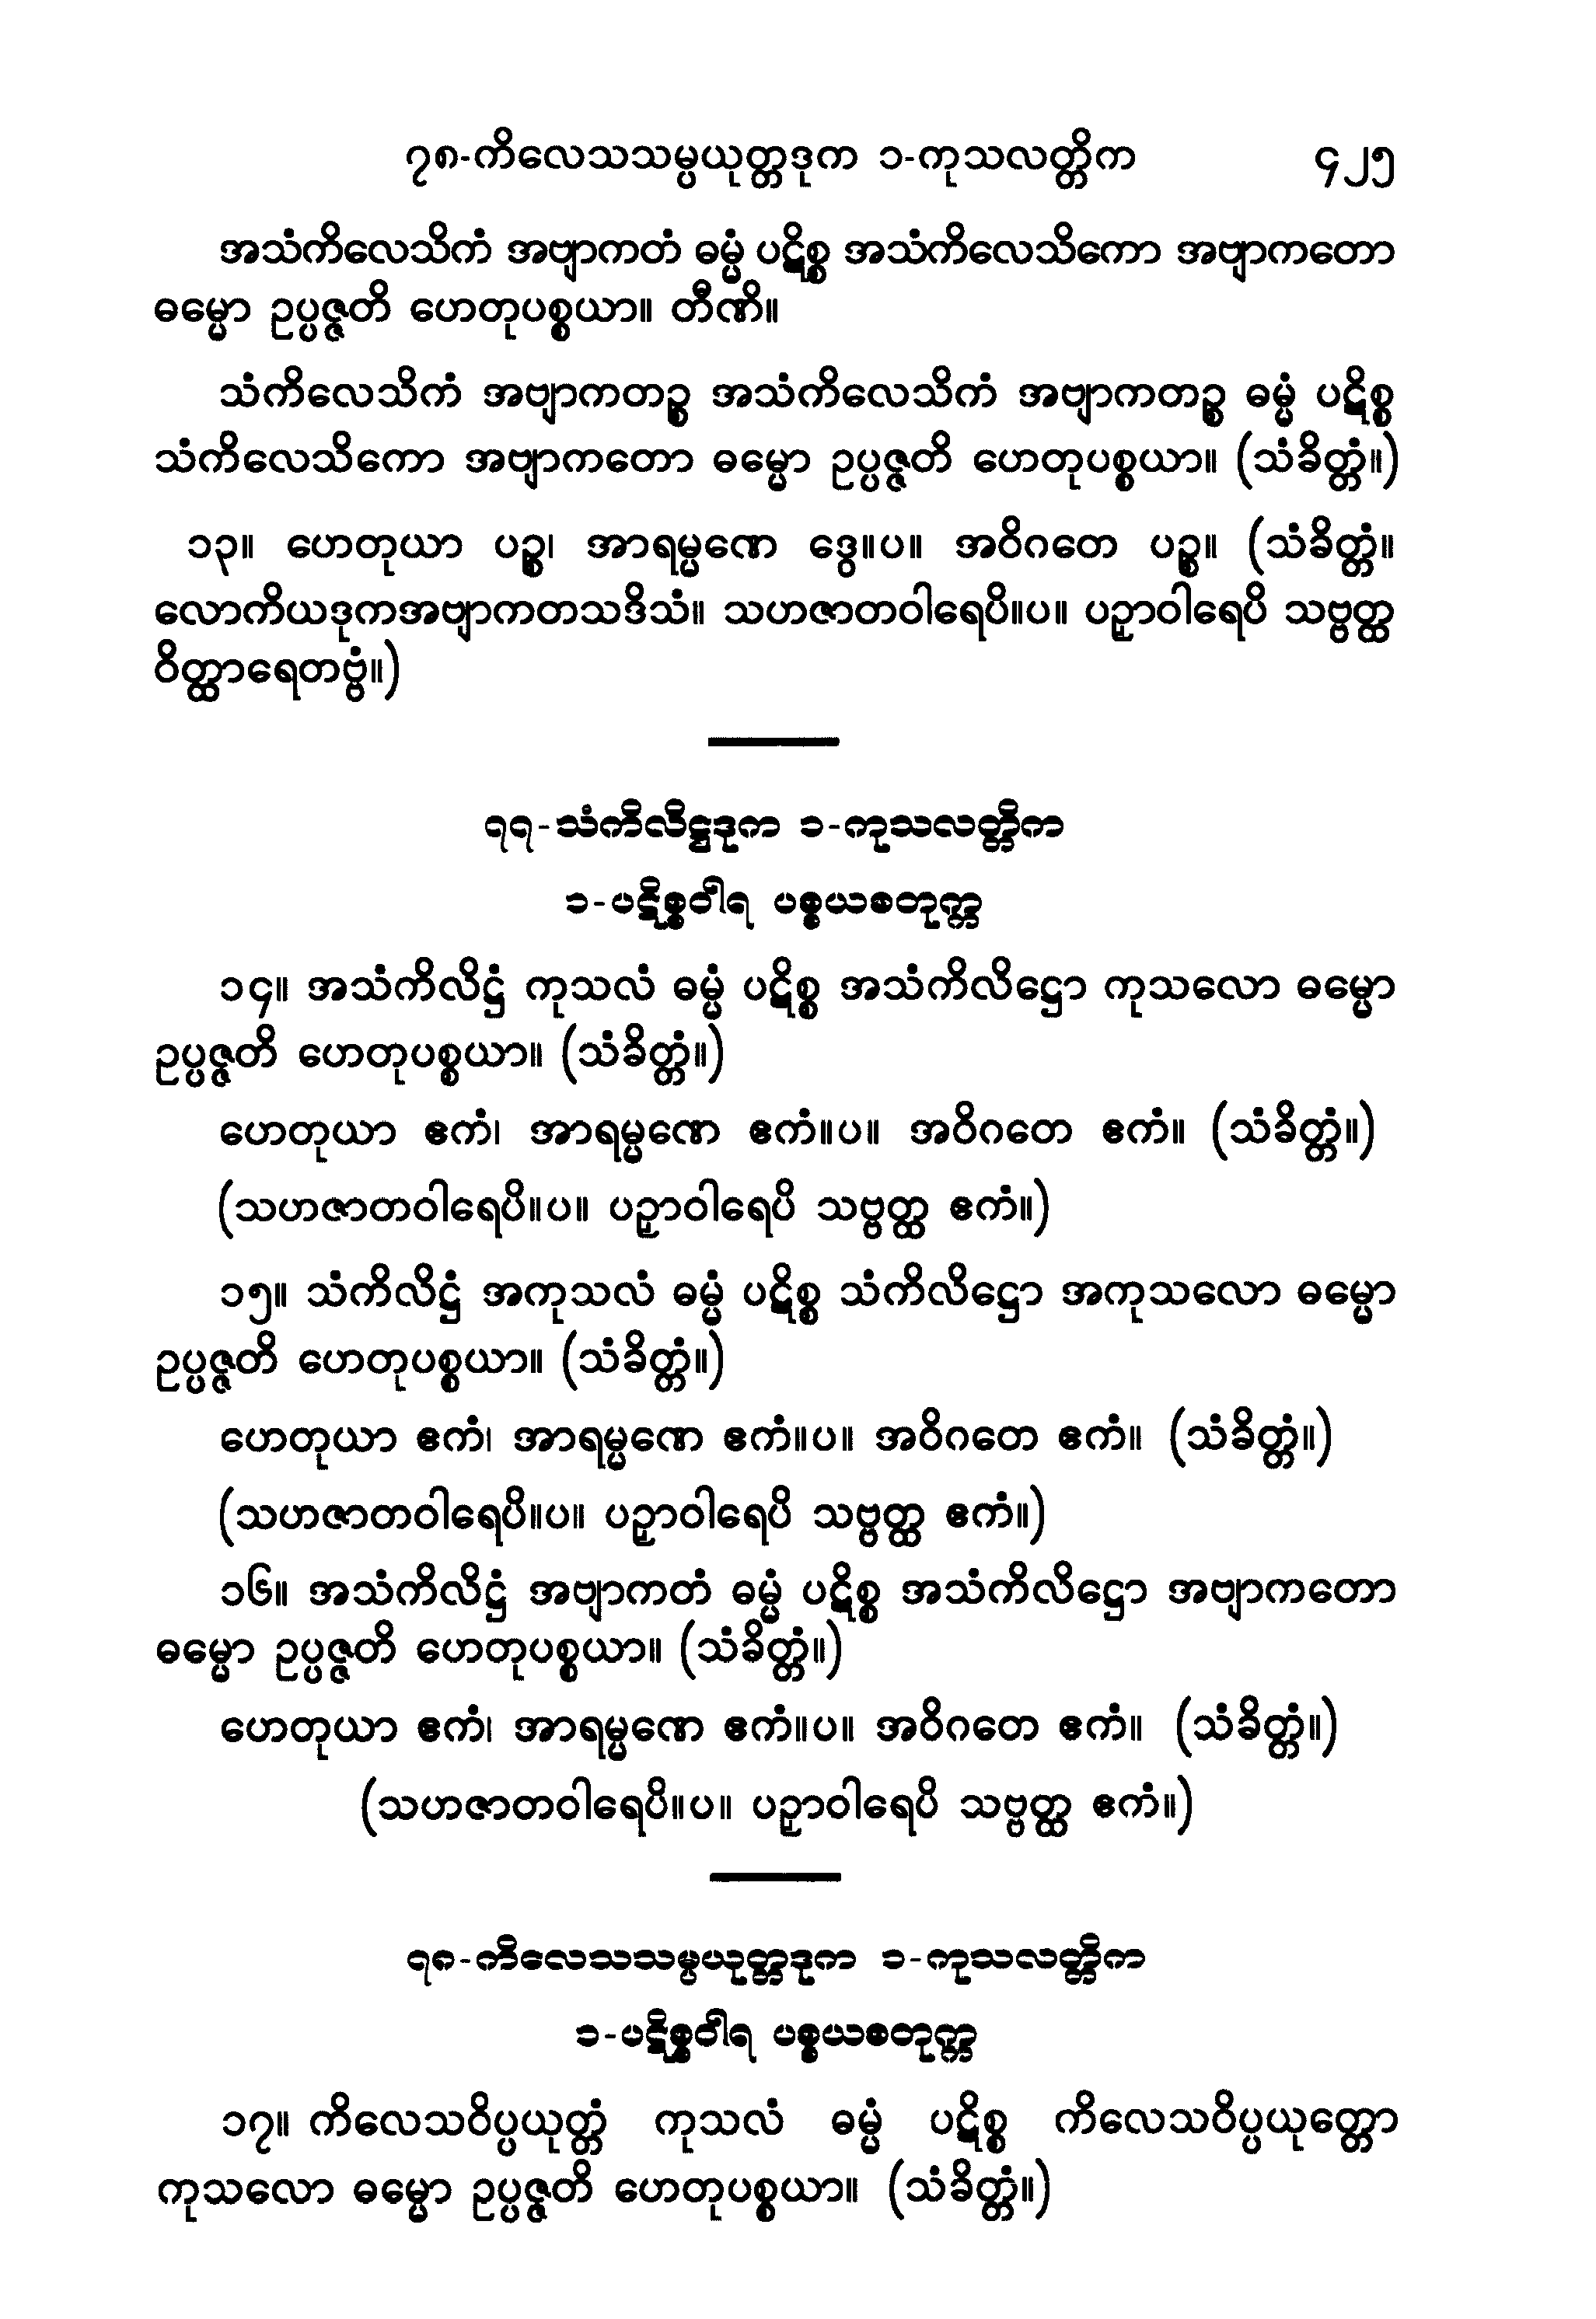 ၇၈-ကိလေသသမ္ပယုတ္တဒုက ၁-ကုသလတ္တိက ၄၂၅
အသံကိလေသိကံ အဗျာကတံ ဓမ္မံ ပဋိစ္စ အသံကိလေသိကော အဗျာကတော
ဓမ္မော ဥပ္ပဇ္ဇတိ ဟေတုပစ္စယာ။ တီဏိ။
သံကိလေသိကံ အဗျာကတဉ္စ အသံကိလေသိကံ အဗျာကတဉ္စ ဓမ္မံ ပဋိစ္စ
သံကိလေသိကော အဗျာကတော ဓမ္မော ဥပ္ပဇ္ဇတိ ဟေတုပစ္စယာ။ (သံခိတ္တံ။)
၁၃။ ဟေတုယာ ပဉ္စ၊ အာရမ္မဏေ ဒွေ။ပ။ အဝိဂတေ ပဉ္စ။ (သံခိတ္တံ။
လောကိယဒုကအဗျာကတသဒိသံ။ သဟဇာတဝါရေပိ။ပ။ ပဉှာဝါရေပိ သဗ္ဗတ္ထ
ဝိတ္ထာရေတဗ္ဗံ။)
၇၇-သံကိလိဋ္ဌဒုက ၁-ကုသလတ္တိက
၁-ပဋိစ္စဝါရ ပစ္စယစတုက္က
၁၄။ အသံကိလိဋ္ဌံ ကုသလံ ဓမ္မံ ပဋိစ္စ အသံကိလိဋ္ဌော ကုသလော ဓမ္မော
ဥပ္ပဇ္ဇတိ ဟေတုပစ္စယာ။ (သံခိတ္တံ။)
ဟေတုယာ ဧကံ၊ အာရမ္မဏေ ဧကံ။ပ။ အဝိဂတေ ဧကံ။ (သံခိတ္တံ။)
(သဟဇာတဝါရေပိ။ပ။ ပဉှာဝါရေပိ သဗ္ဗတ္ထ ဧကံ။)
၁၅။ သံကိလိဋ္ဌံ အကုသလံ ဓမ္မံ ပဋိစ္စ သံကိလိဋ္ဌော အကုသလော ဓမ္မော
ဥပ္ပဇ္ဇတိ ဟေတုပစ္စယာ။ (သံခိတ္တံ။)
ဟေတုယာ ဧကံ၊ အာရမ္မဏေ ဧကံ။ပ။ အဝိဂတေ ဧကံ။ (သံခိတ္တံ။)
(သဟဇာတဝါရေပိ။ပ။ ပဉှာဝါရေပိ သဗ္ဗတ္ထ ဧကံ။)
၁၆။ အသံကိလိဋ္ဌံ အဗျာကတံ ဓမ္မံ ပဋိစ္စ အသံကိလိဋ္ဌော အဗျာကတော
ဓမ္မော ဥပ္ပဇ္ဇတိ ဟေတုပစ္စယာ။ (သံခိတ္တံ။)
ဟေတုယာ ဧကံ၊ အာရမ္မဏေ ဧကံ။ပ။ အဝိဂတေ ဧကံ။ (သံခိတ္တံ။)
(သဟဇာတဝါရေပိ။ပ။ ပဉှာဝါရေပိ သဗ္ဗတ္ထ ဧကံ။)
၇၈-ကိလေသသမ္ပယုတ္တဒုက ၁-ကုသလတ္တိက
၁-ပဋိစ္စဝါရ ပစ္စယစတုက္က
၁၇။ ကိလေသဝိပ္ပယုတ္တံ ကုသလံ ဓမ္မံ ပဋိစ္စ ကိလေသဝိပ္ပယုတ္တော
ကုသလော ဓမ္မော ဥပ္ပဇ္ဇတိ ဟေတုပစ္စယာ။ (သံခိတ္တံ။)